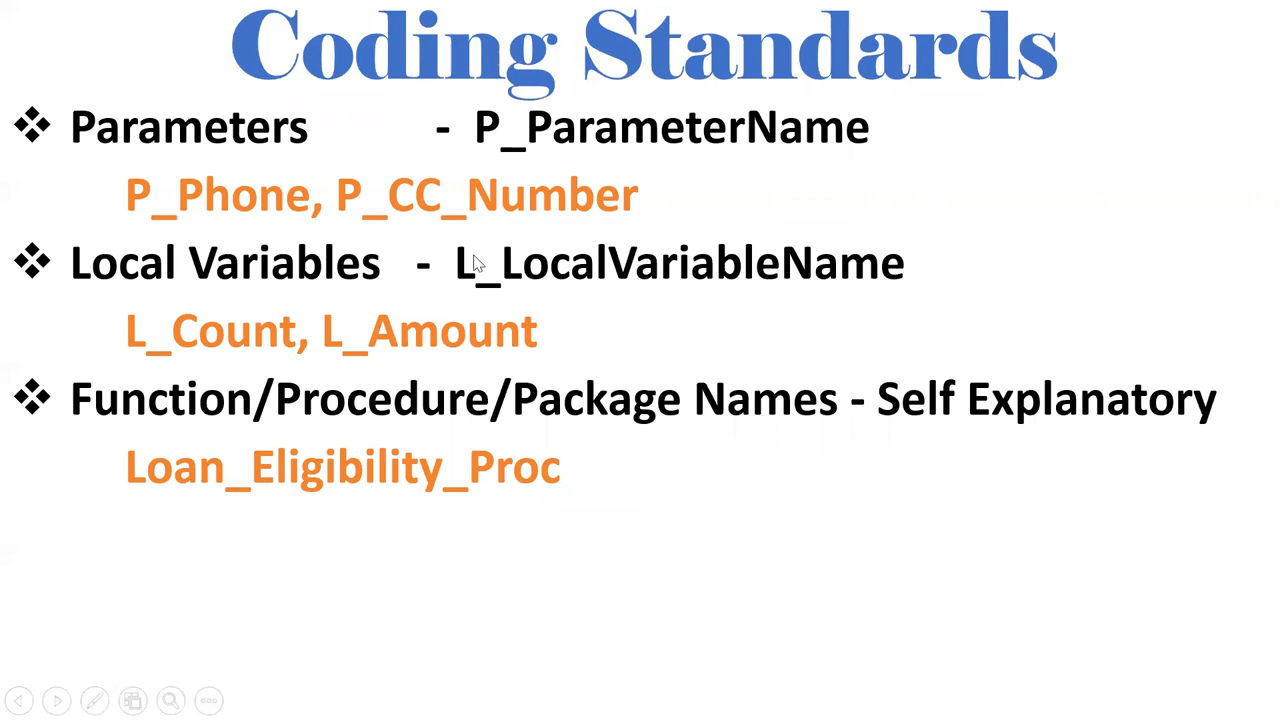 Coding Standards
❖ Parameters - P_ParameterName
P_Phone, P_CC_Number
❖ Local Variables - L_LocalVariableName
L_Count, L_Amount
❖ Function/Procedure/Package Names - Self Explanatory
Loan_Eligibility_Proc